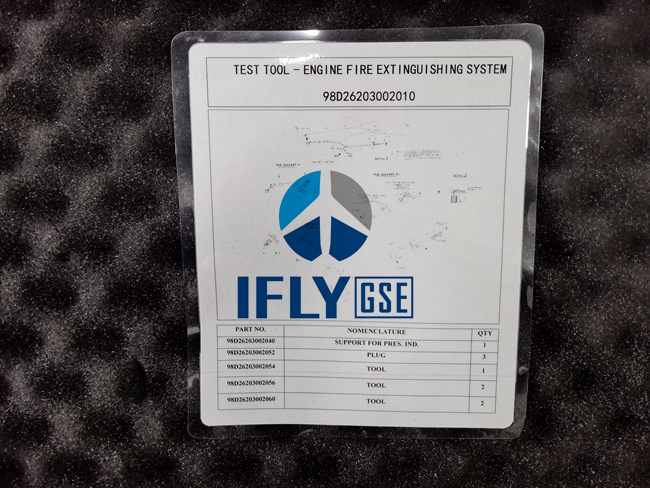 TEST TOOL - ENGINE FIRE EXTINGUISHING SYSTEM
98D26203002010
IFLY GSE
PART NO. NOMENCLATURE QTY
98D26203002040 SUPPORT FOR PRES. IND. 1
98D26203002052 PLUG 3
98D26203002054 TOOL 1
98D26203002056 TOOL 2
98D26203002060 TOOL 2